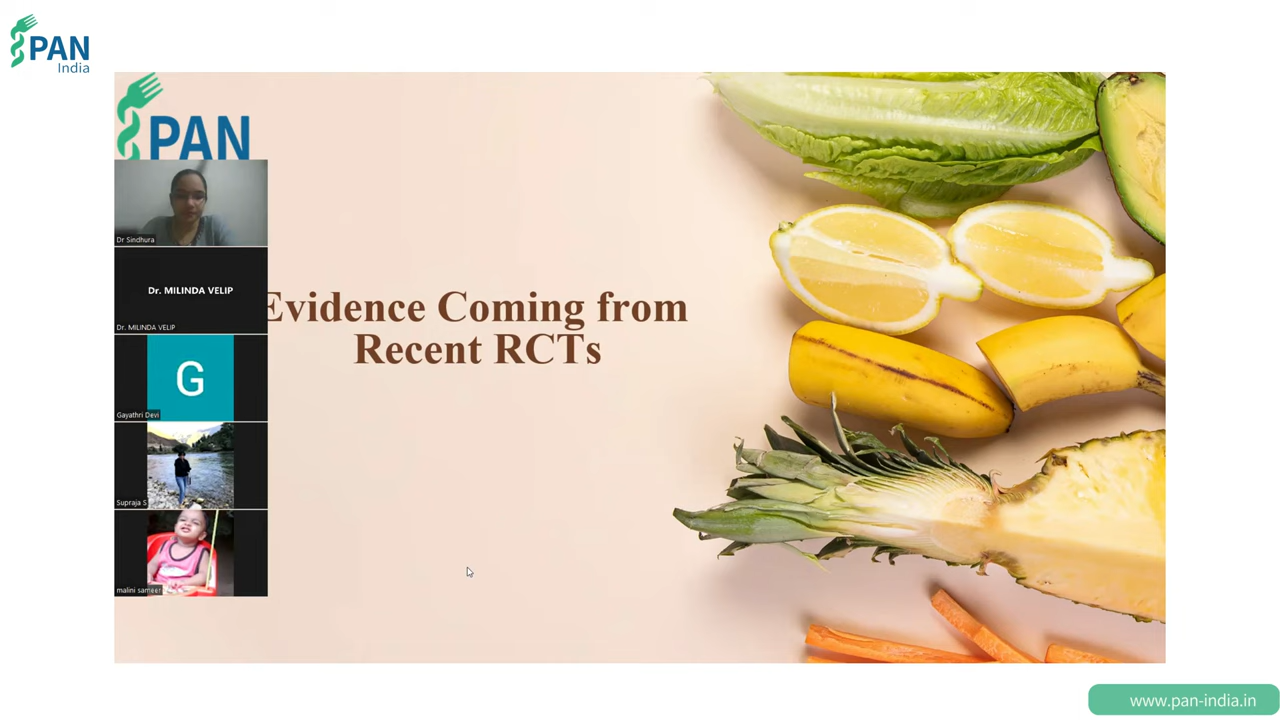 PAN
India
PAN
Dr Sindhura
Dr. MILINDA VELIP
Dr. MILINDA VELIP
Evidence Coming from
Recent RCTs
G
Gayathri Devi
Supraja S
malini sameer
www.pan-india.in